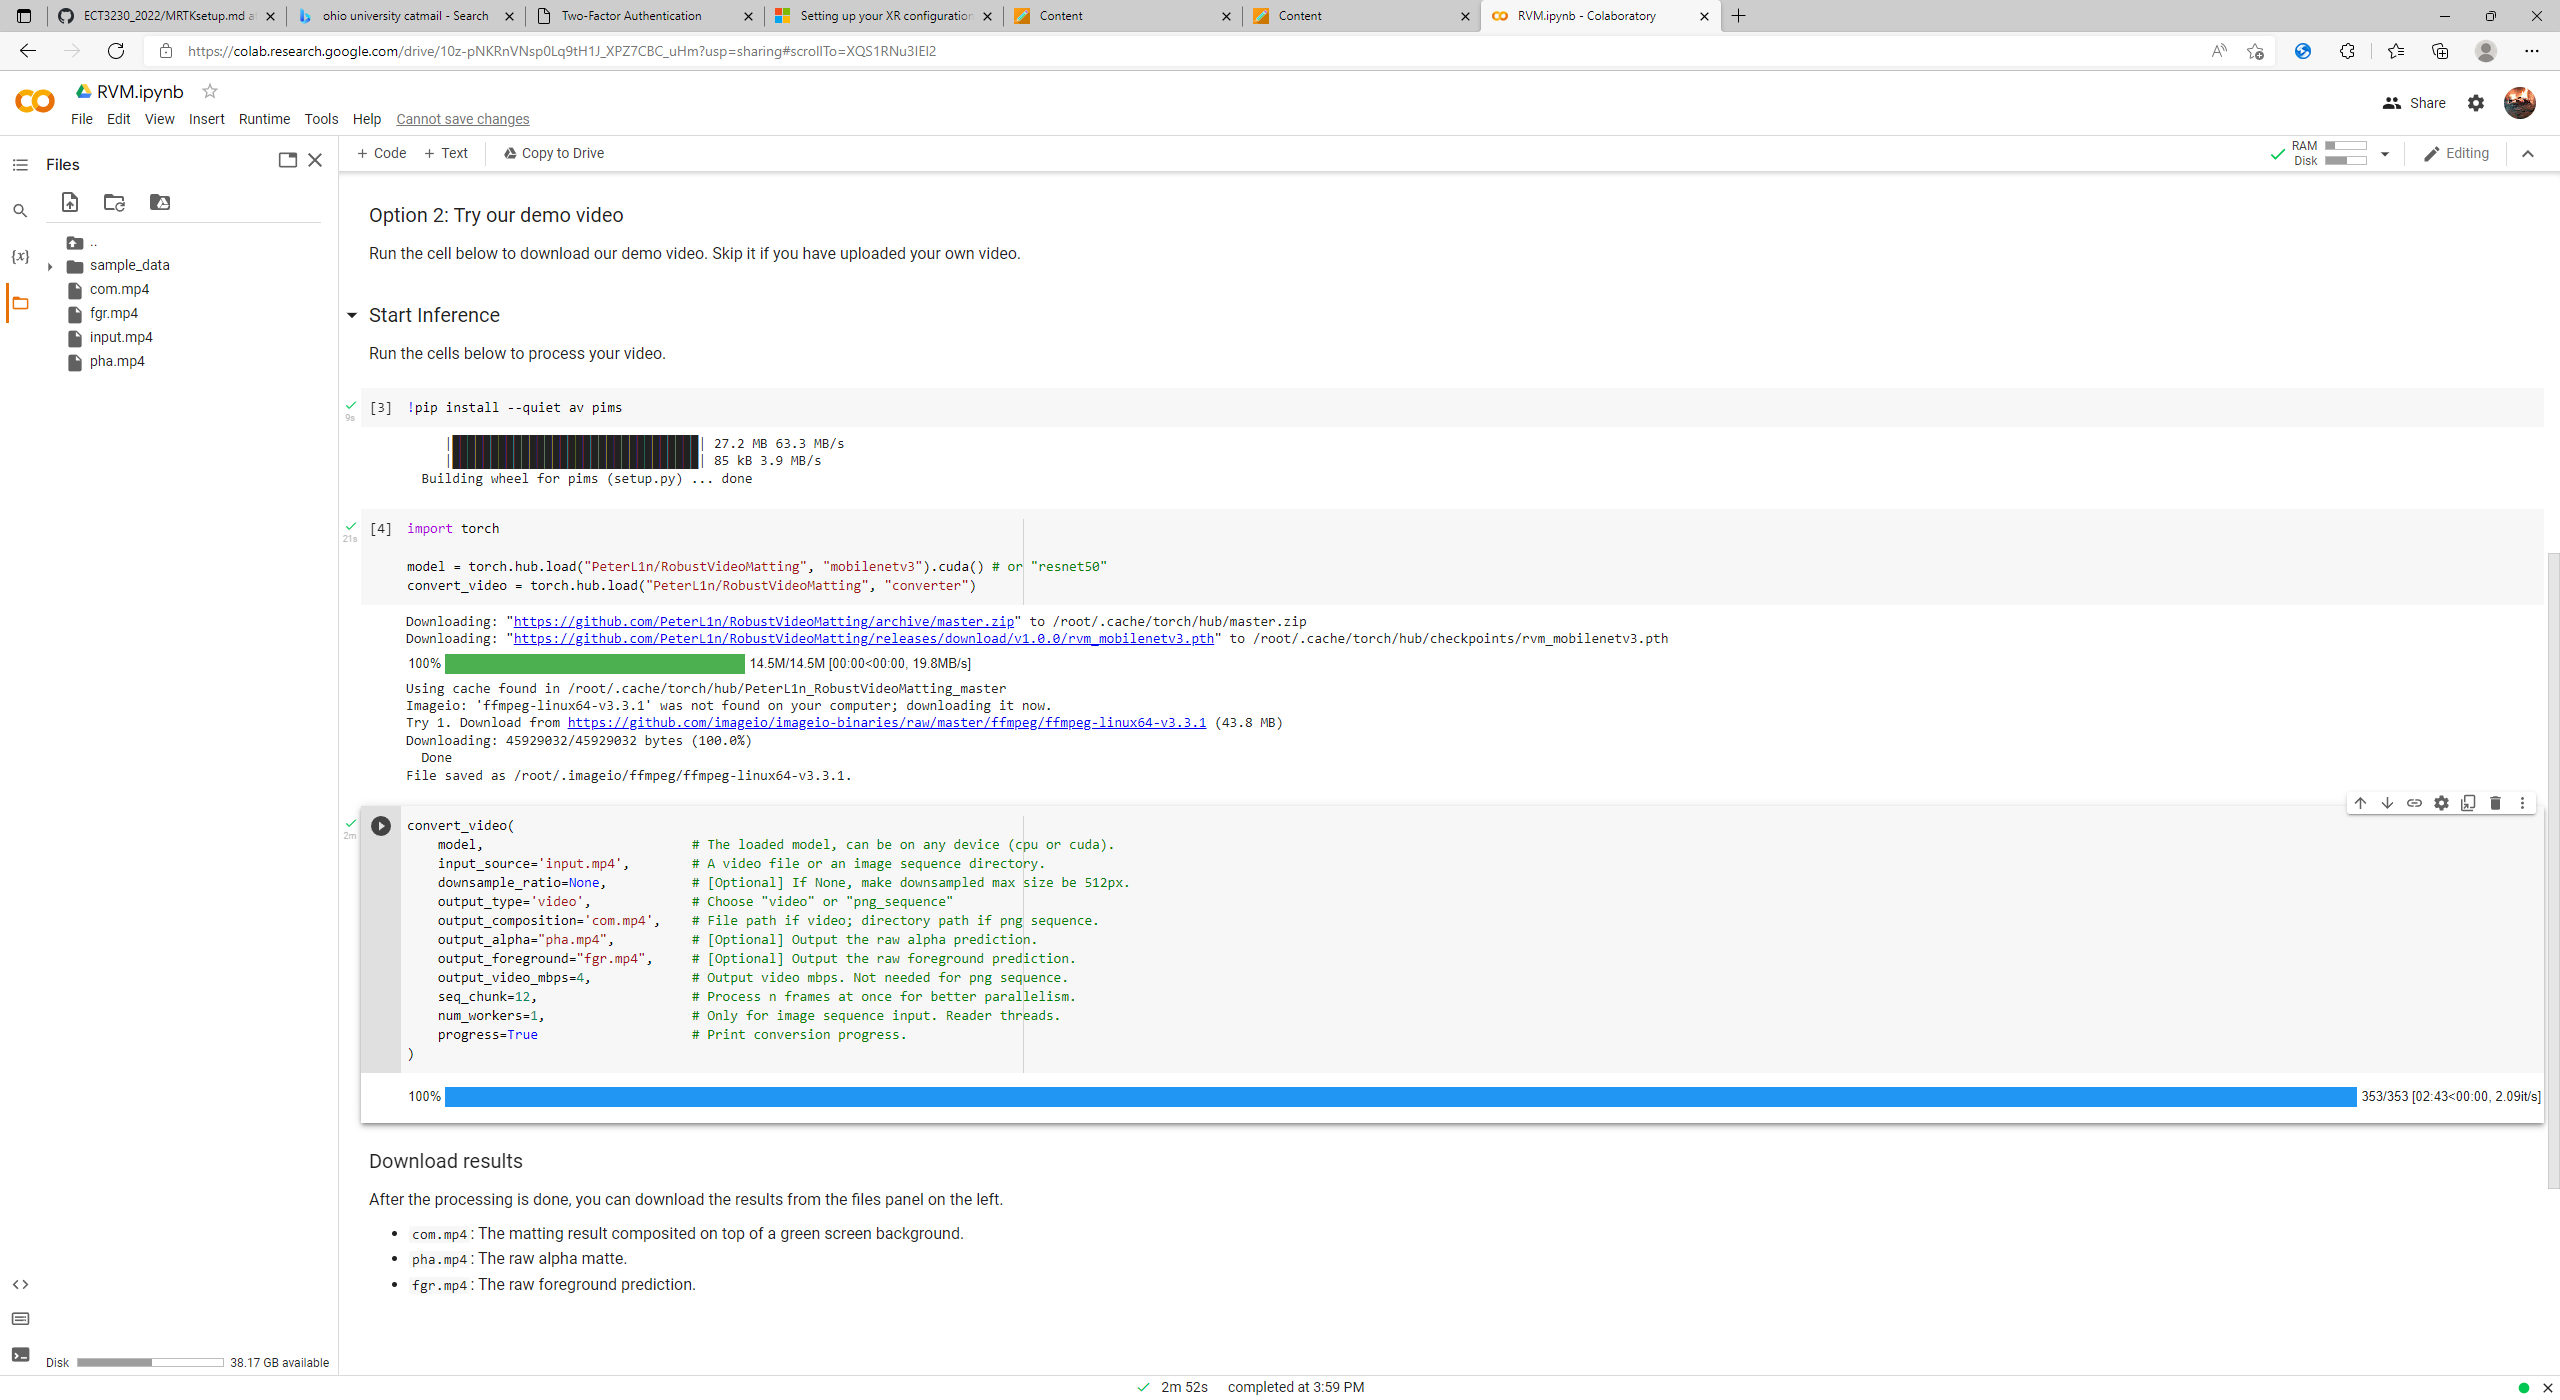 ECT3230_2022/MRTKsetup.md at
ohio university catmail - Search
Two-Factor Authentication
Setting up your XR configuration
Content
Content
RVM.ipynb - Colaboratory
https://colab.research.google.com/drive/10z-pNKRnVNsp0Lq9tH1J_XPZ7CBC_uHm?usp=sharing#scrollTo=XQS1RNu3IEI2
RVM.ipynb
Share
File Edit View Insert Runtime Tools Help Cannot save changes
Files
+ Code + Text Copy to Drive
RAM
Disk
Editing
..
sample_data
com.mp4
fgr.mp4
input.mp4
pha.mp4
{x}
Option 2: Try our demo video
Run the cell below to download our demo video. Skip it if you have uploaded your own video.
Start Inference
Run the cells below to process your video.
9s
[3] !pip install --quiet av pims
27.2 MB 63.3 MB/s
85 kB 3.9 MB/s
Building wheel for pims (setup.py) ... done
21s
[4] import torch
model = torch.hub.load("PeterL1n/RobustVideoMatting", "mobilenetv3").cuda() # or "resnet50"
convert_video = torch.hub.load("PeterL1n/RobustVideoMatting", "converter")
Downloading: "https://github.com/PeterL1n/RobustVideoMatting/archive/master.zip" to /root/.cache/torch/hub/master.zip
Downloading: "https://github.com/PeterL1n/RobustVideoMatting/releases/download/v1.0.0/rvm_mobilenetv3.pth" to /root/.cache/torch/hub/checkpoints/rvm_mobilenetv3.pth
100% 14.5M/14.5M [00:00<00:00, 19.8MB/s]
Using cache found in /root/.cache/torch/hub/PeterL1n_RobustVideoMatting_master
Imageio: 'ffmpeg-linux64-v3.3.1' was not found on your computer; downloading it now.
Try 1. Download from https://github.com/imageio/imageio-binaries/raw/master/ffmpeg/ffmpeg-linux64-v3.3.1 (43.8 MB)
Downloading: 45929032/45929032 bytes (100.0%)
Done
File saved as /root/.imageio/ffmpeg/ffmpeg-linux64-v3.3.1.
2m
convert_video(
model, # The loaded model, can be on any device (cpu or cuda).
input_source='input.mp4', # A video file or an image sequence directory.
downsample_ratio=None, # [Optional] If None, make downsampled max size be 512px.
output_type='video', # Choose "video" or "png_sequence"
output_composition='com.mp4', # File path if video; directory path if png sequence.
output_alpha="pha.mp4", # [Optional] Output the raw alpha prediction.
output_foreground="fgr.mp4", # [Optional] Output the raw foreground prediction.
output_video_mbps=4, # Output video mbps. Not needed for png sequence.
seq_chunk=12, # Process n frames at once for better parallelism.
num_workers=1, # Only for image sequence input. Reader threads.
progress=True # Print conversion progress.
)
100% 353/353 [02:43<00:00, 2.09it/s]
Download results
After the processing is done, you can download the results from the files panel on the left.
• com.mp4: The matting result composited on top of a green screen background.
• pha.mp4: The raw alpha matte.
• fgr.mp4: The raw foreground prediction.
Disk 38.17 GB available
2m 52s completed at 3:59 PM